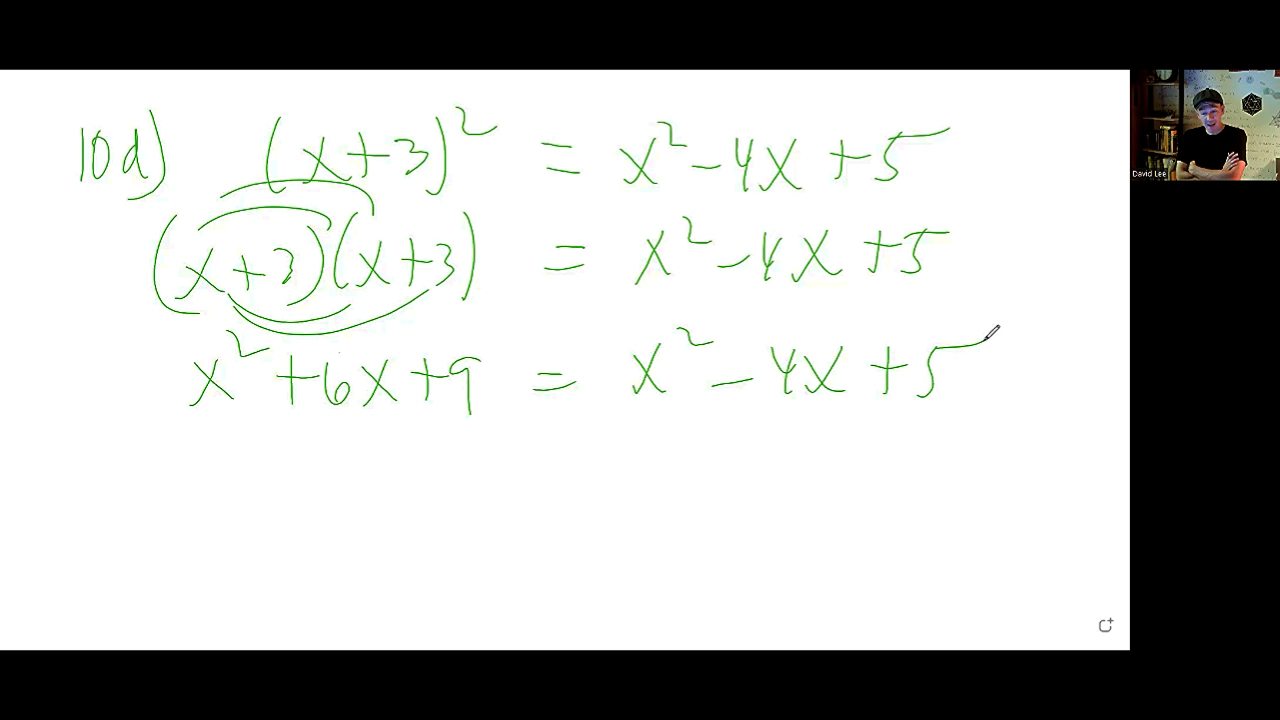 10d) (x+3)² = x² - 4x + 5
(x+3)(x+3) = x² - 4x + 5
x² + 6x + 9 = x² - 4x + 5
David Lee